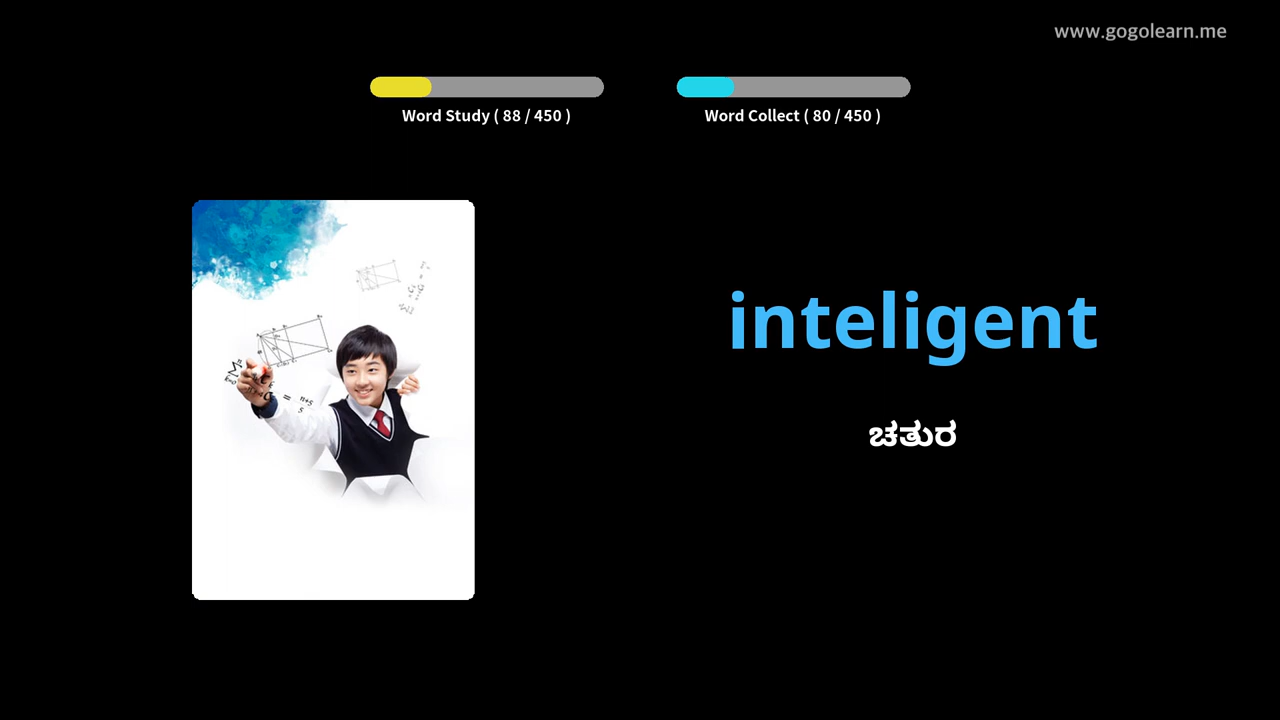 www.gogolearn.me
Word Study ( 88 / 450 )
Word Collect ( 80 / 450 )
inteligent
ಚತುರ